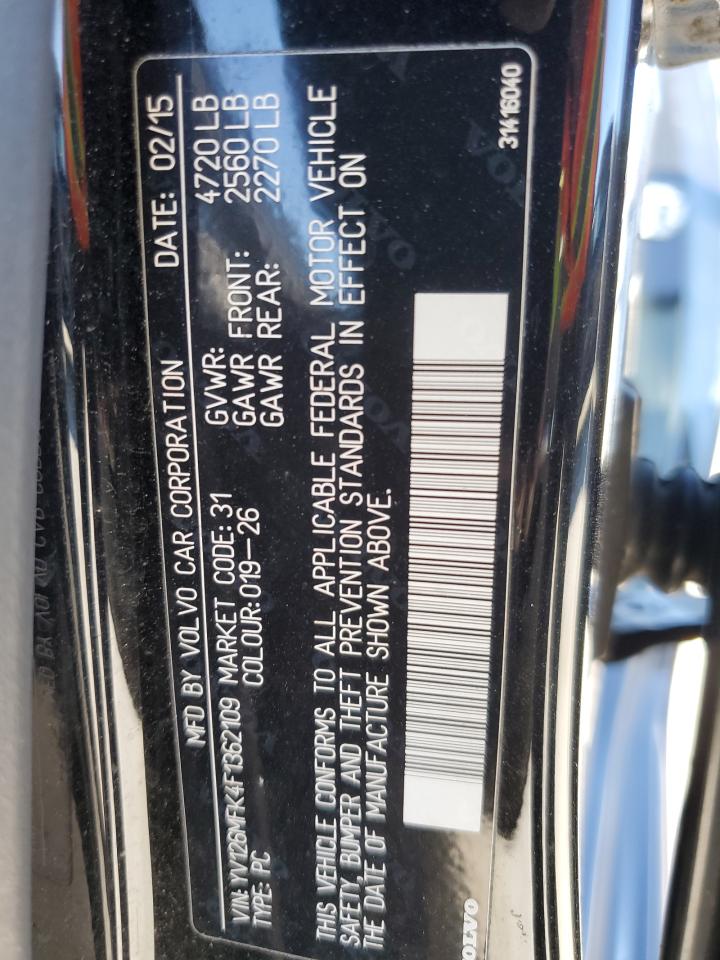 MFD BY VOLVO CAR CORPORATION DATE: 02/15
VIN: YV126MFK4F1362109 MARKET CODE: 31 GVWR: 4720 LB
TYPE: PC COLOUR: 019-26 GAWR FRONT: 2560 LB
GAWR REAR: 2270 LB
THIS VEHICLE CONFORMS TO ALL APPLICABLE FEDERAL MOTOR VEHICLE
SAFETY, BUMPER AND THEFT PREVENTION STANDARDS IN EFFECT ON
THE DATE OF MANUFACTURE SHOWN ABOVE.
VOLVO 31416040